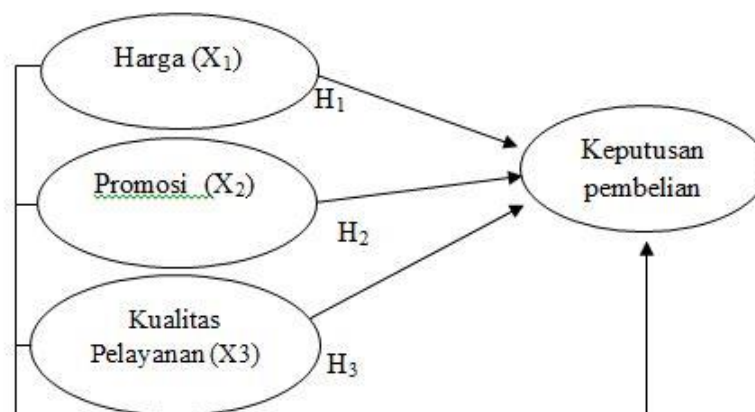 Harga (X₁)
H₁
Promosi (X₂)
H₂
Kualitas
Pelayanan (X3)
H₃
Keputusan
pembelian